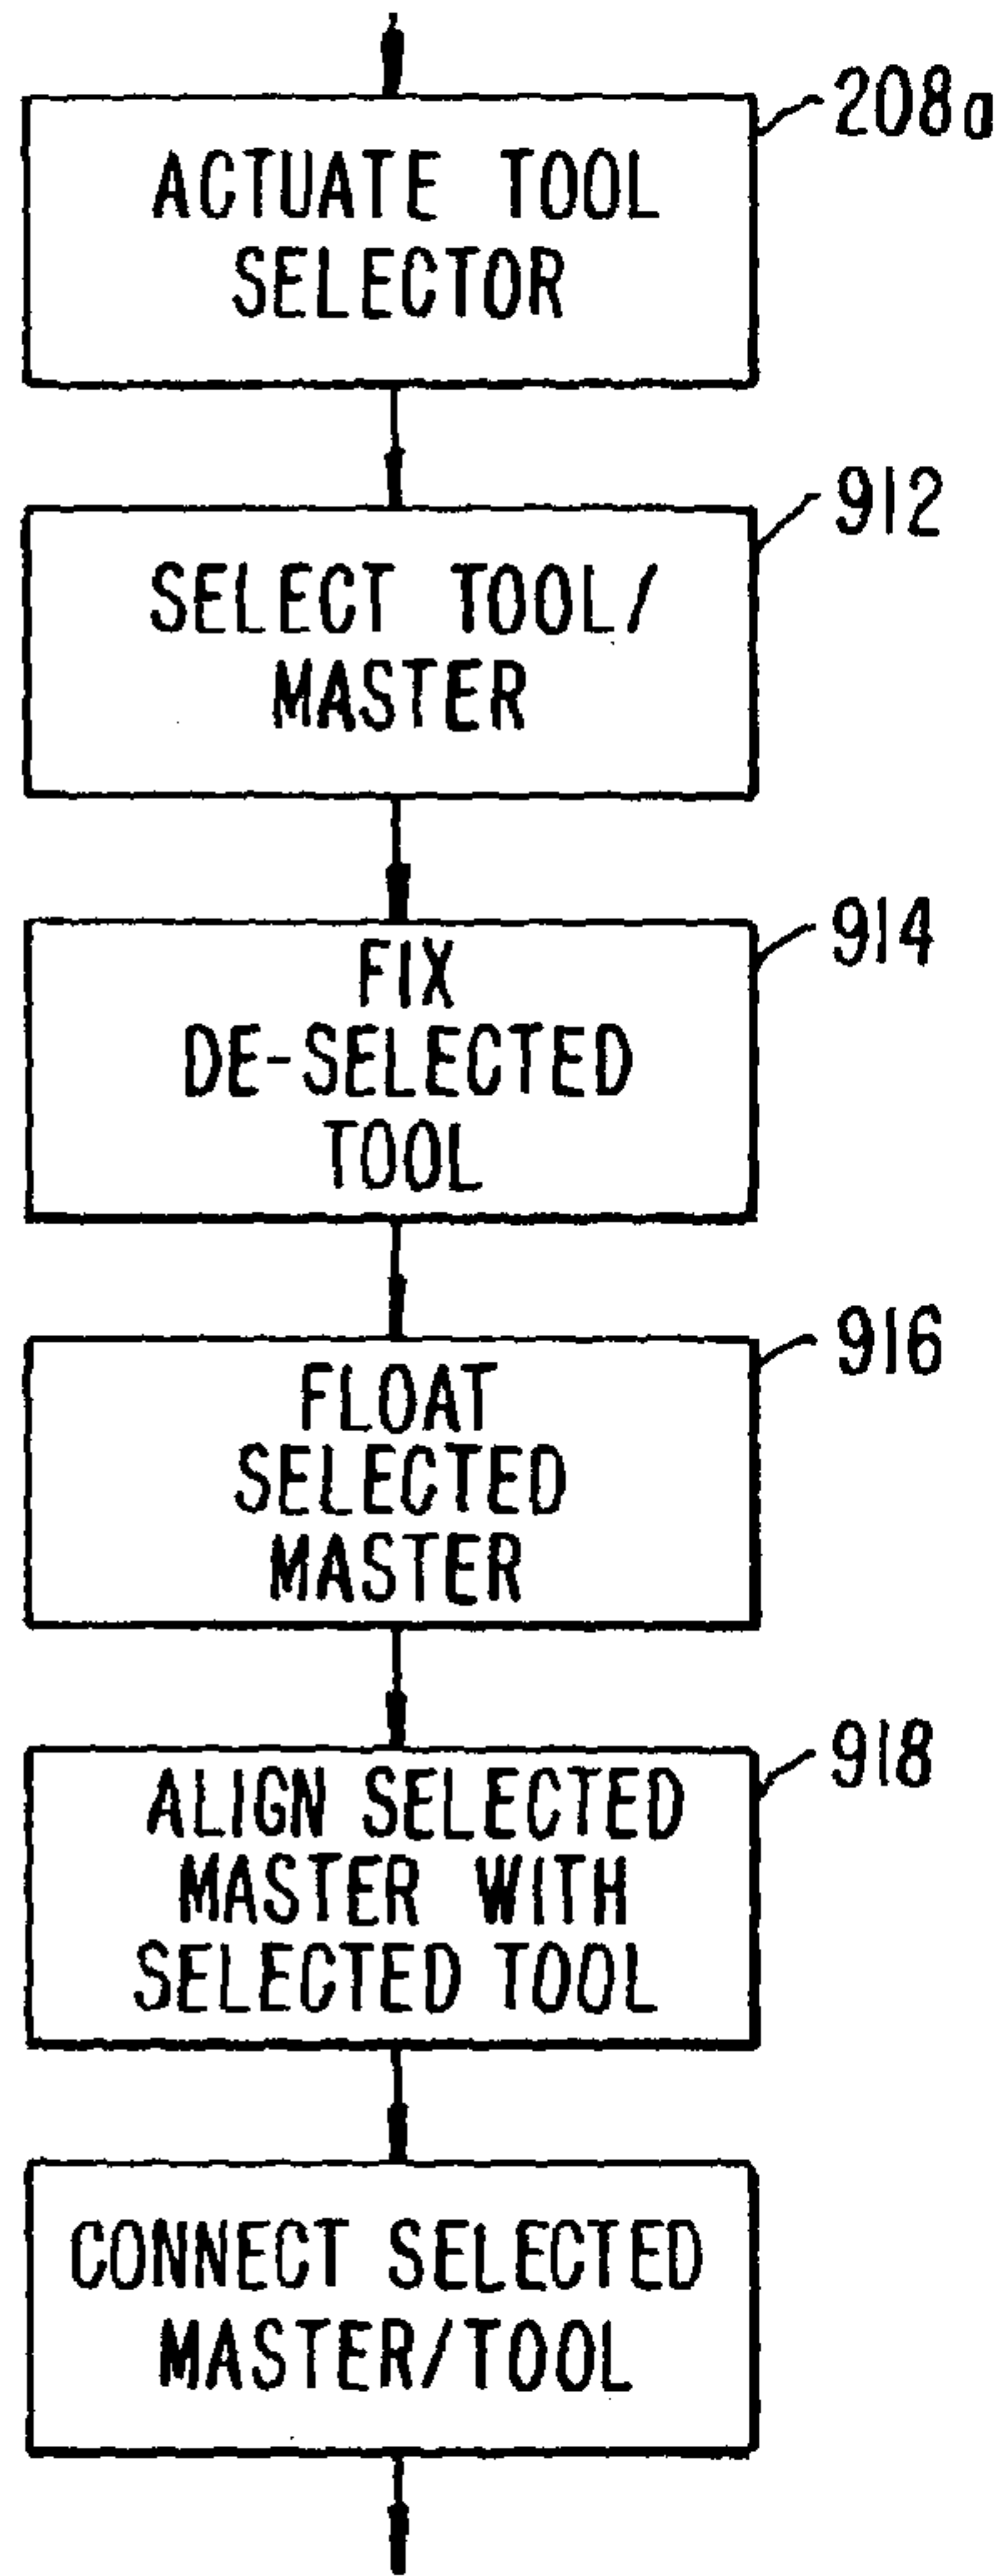 208a
ACTUATE TOOL
SELECTOR
912
SELECT TOOL/
MASTER
914
FIX
DE-SELECTED
TOOL
916
FLOAT
SELECTED
MASTER
918
ALIGN SELECTED
MASTER WITH
SELECTED TOOL
CONNECT SELECTED
MASTER/TOOL